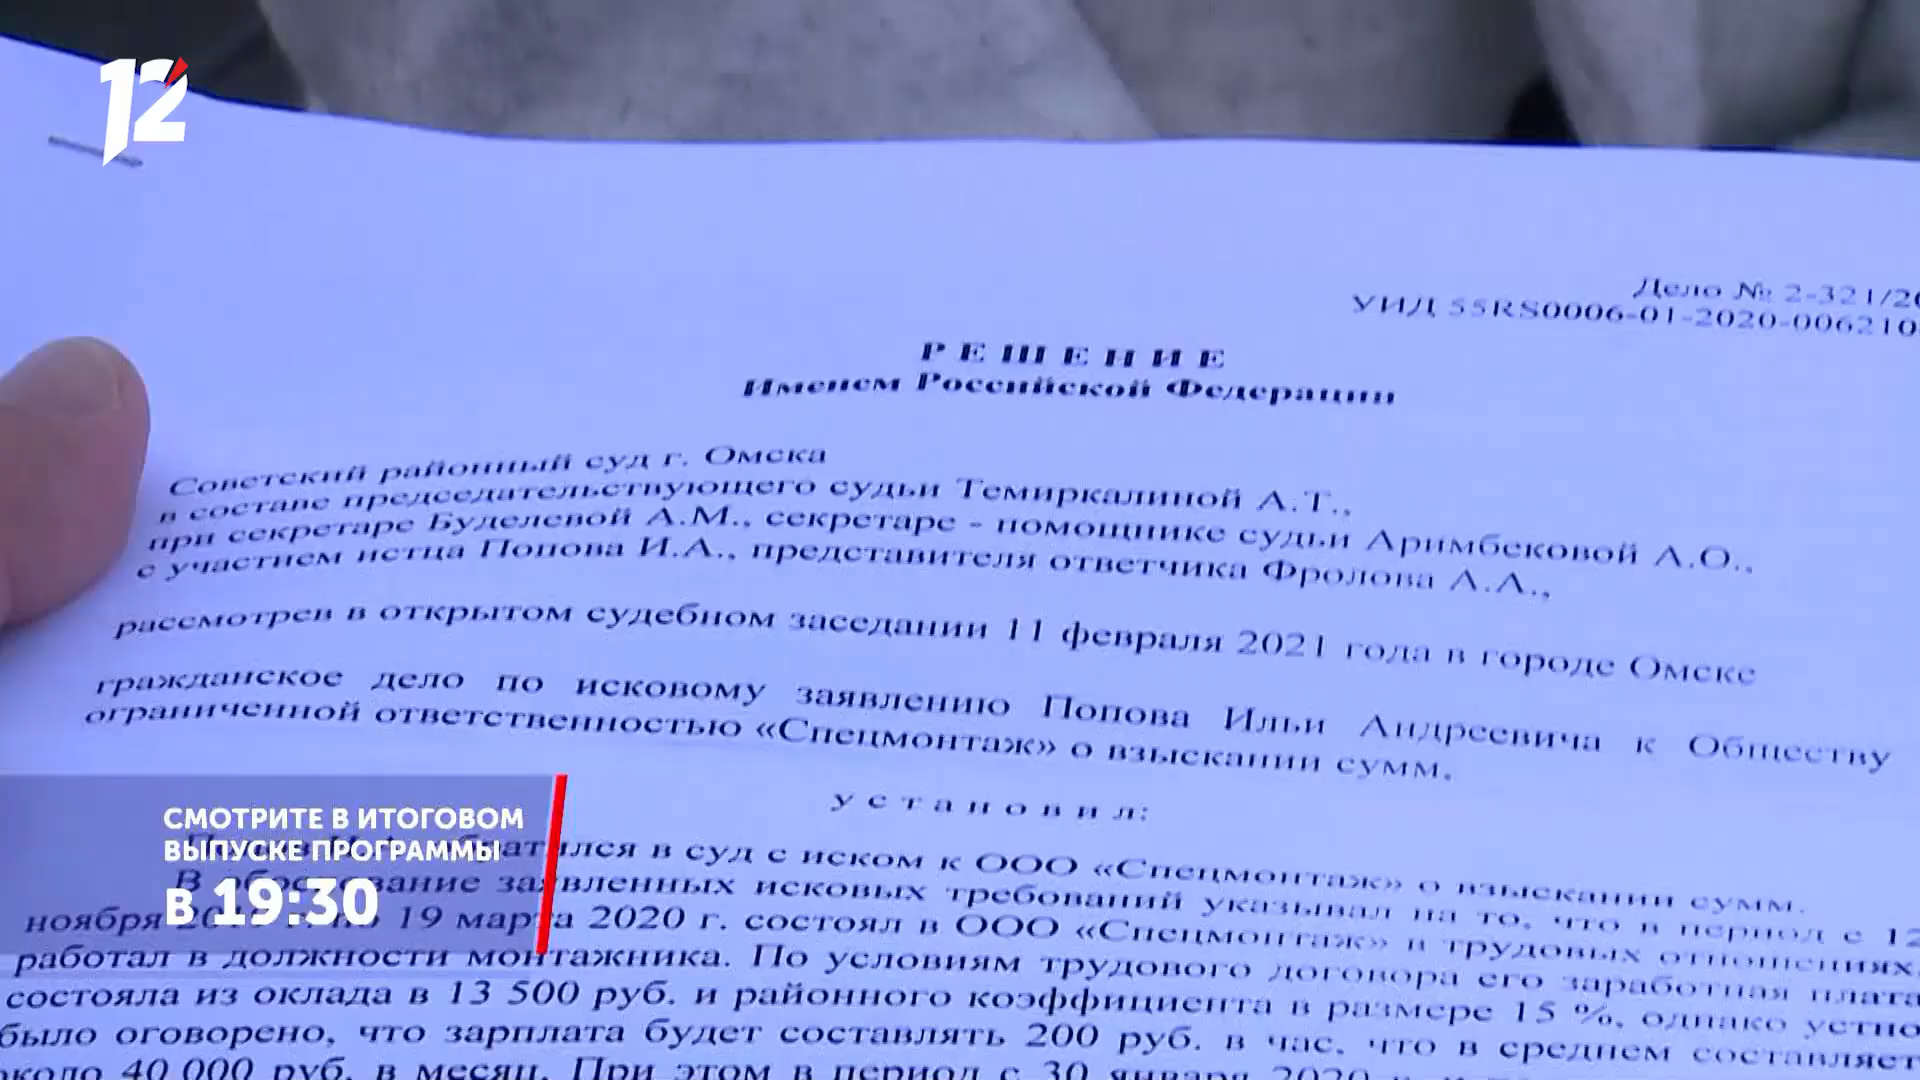 12
Дело № 2-321/20
УИД 55RS0006-01-2020-006210-
РЕШЕНИЕ
Именем Российской Федерации
Советский районный суд г. Омска
в составе председательствующего судьи Темиркалиной А.Т.,
при секретаре Буделевой А.М., секретаре - помощнике судьи Аримбековой А.О.,
с участием истца Попова И.А., представителя ответчика Фролова А.А.,
рассмотрев в открытом судебном заседании 11 февраля 2021 года в городе Омске
гражданское дело по исковому заявлению Попова Ильи Андреевича к Обществу
ограниченной ответственностью «Спецмонтаж» о взыскании сумм,
установил:
в суд с иском к ООО «Спецмонтаж» о взыскании сумм.
В заявленных исковых требований указывал на то, что в период с 12
ноября 19 марта 2020 г. состоял в ООО «Спецмонтаж» в трудовых отношениях,
работал в должности монтажника. По условиям трудового договора его заработная плата
состояла из оклада в 13 500 руб. и районного коэффициента в размере 15 %, однако устно
было оговорено, что зарплата будет составлять 200 руб. в час, что в среднем составляет
около 40 000 руб. в месяц. При этом в период с 30 января 2020
СМОТРИТЕ В ИТОГОВОМ
ВЫПУСКЕ ПРОГРАММЫ
В 19:30